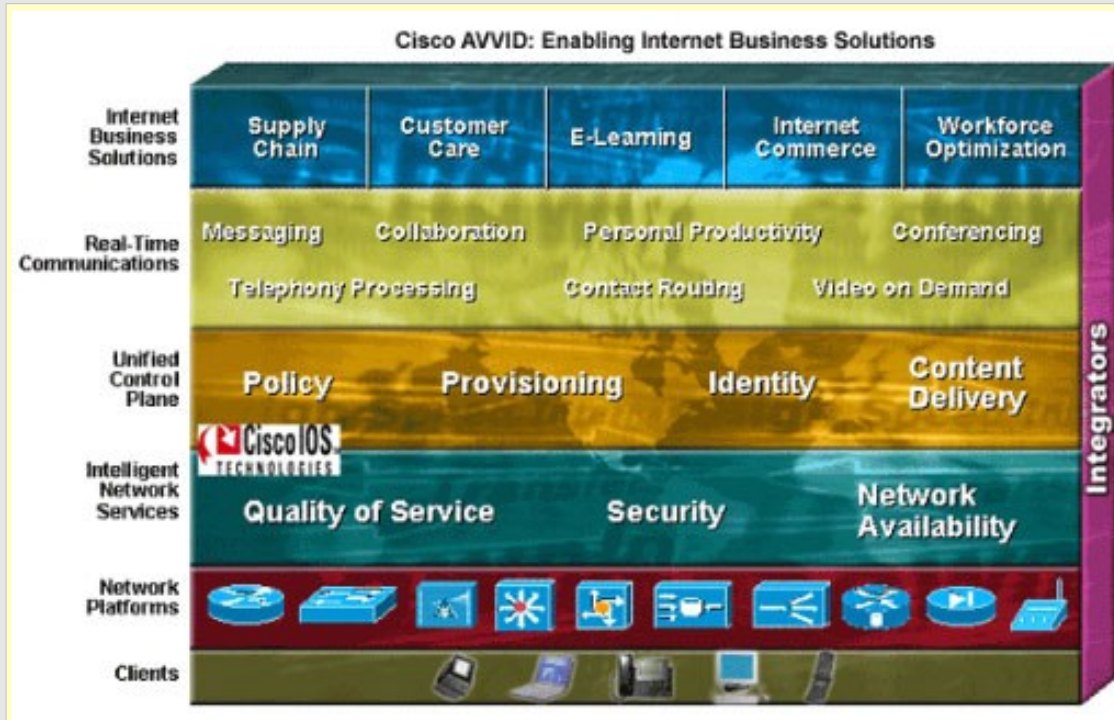 Cisco AVVID: Enabling Internet Business Solutions
Internet
Business
Solutions
Supply
Chain
Customer
Care
E-Learning
Internet
Commerce
Workforce
Optimization
Real-Time
Communications
Messaging
Collaboration
Personal Productivity
Conferencing
Telephony Processing
Contact Routing
Video on Demand
Unified
Control
Plane
Policy
Provisioning
Identity
Content
Delivery
Cisco IOS
TECHNOLOGIES
Intelligent
Network
Services
Quality of Service
Security
Network
Availability
Network
Platforms
Clients
Integrators